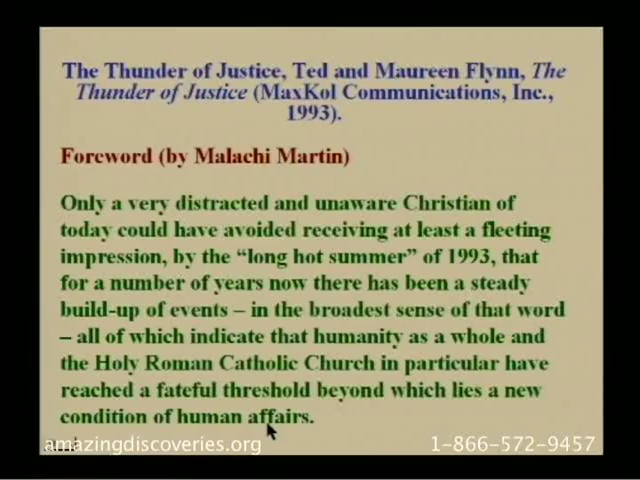 The Thunder of Justice, Ted and Maureen Flynn, The
Thunder of Justice (MaxKol Communications, Inc.,
1993).
Foreword (by Malachi Martin)
Only a very distracted and unaware Christian of
today could have avoided receiving at least a fleeting
impression, by the “long hot summer” of 1993, that
for a number of years now there has been a steady
build-up of events – in the broadest sense of that word
– all of which indicate that humanity as a whole and
the Holy Roman Catholic Church in particular have
reached a fateful threshold beyond which lies a new
condition of human affairs.
amazingdiscoveries.org 1-866-572-9457